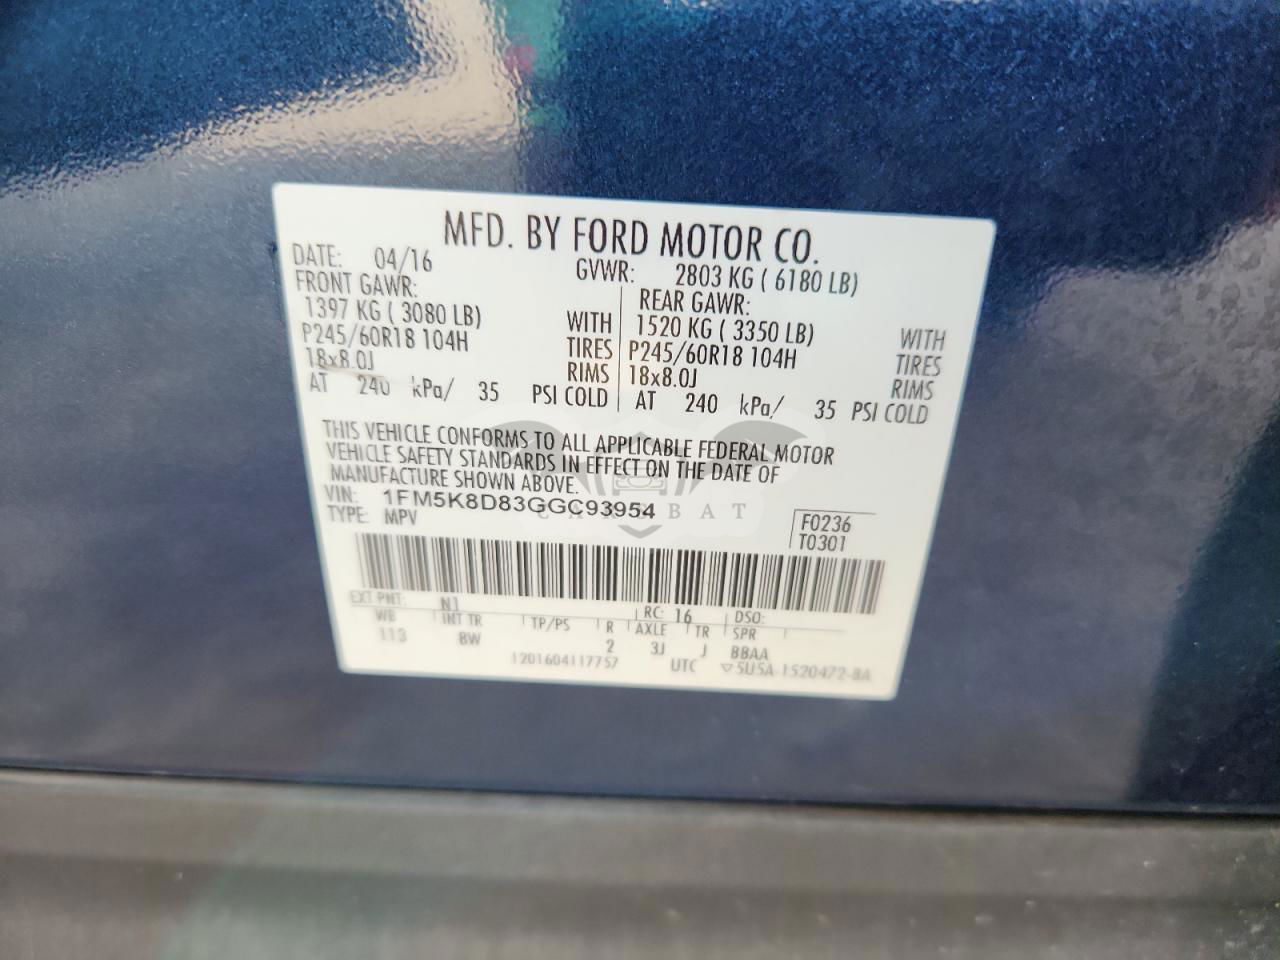 MFD. BY FORD MOTOR CO.
DATE: 04/16 GVWR: 2803 KG ( 6180 LB)
FRONT GAWR: REAR GAWR:
1397 KG ( 3080 LB) WITH 1520 KG ( 3350 LB) WITH
P245/60R18 104H TIRES P245/60R18 104H TIRES
18x8.0J RIMS 18x8.0J RIMS
AT 240 kPa/ 35 PSI COLD AT 240 kPa/ 35 PSI COLD
THIS VEHICLE CONFORMS TO ALL APPLICABLE FEDERAL MOTOR
VEHICLE SAFETY STANDARDS IN EFFECT ON THE DATE OF
MANUFACTURE SHOWN ABOVE.
VIN: 1FM5K8D83GGC93954
TYPE: MPV
CAROBAT
F0236
T0301
EXT PNT: N1 RC: 16 DSO:
WB INT TR TP/PS R AXLE TR SPR
113 BW 2 3J J BBAA
1201604117757 UTC ▽5U5A-1520472-BA